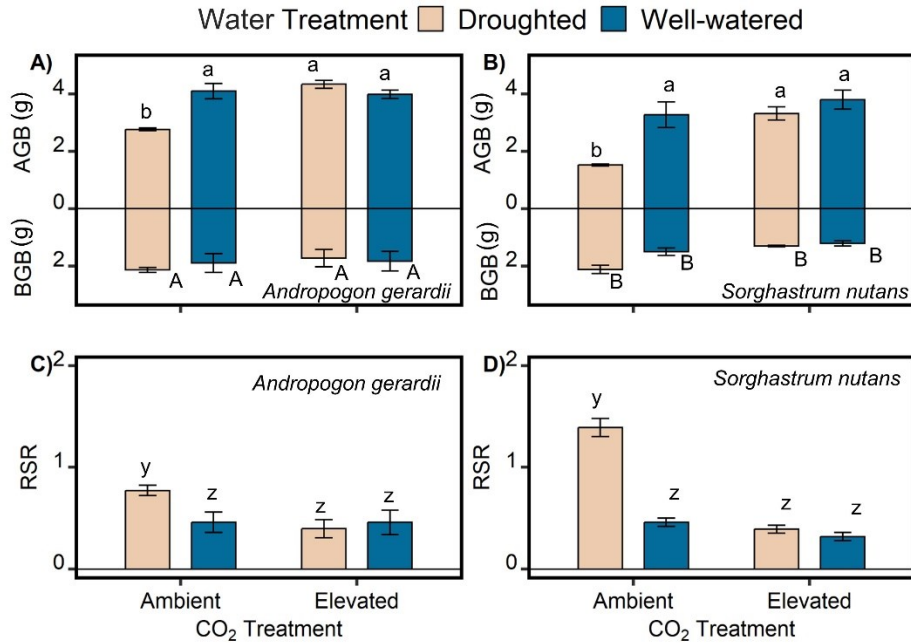 Water Treatment Droughted Well-watered
A)
AGB (g)
BGB (g)
4
2
0
2
b
a
a
a
A
A
A
A
Andropogon gerardii
B)
AGB (g)
BGB (g)
4
2
0
2
b
a
a
a
B
B
B
B
Sorghastrum nutans
C)
RSR
2
1
0
y
z
z
z
Andropogon gerardii
Ambient Elevated
CO₂ Treatment
D)
RSR
2
1
0
y
z
z
z
Sorghastrum nutans
Ambient Elevated
CO₂ Treatment